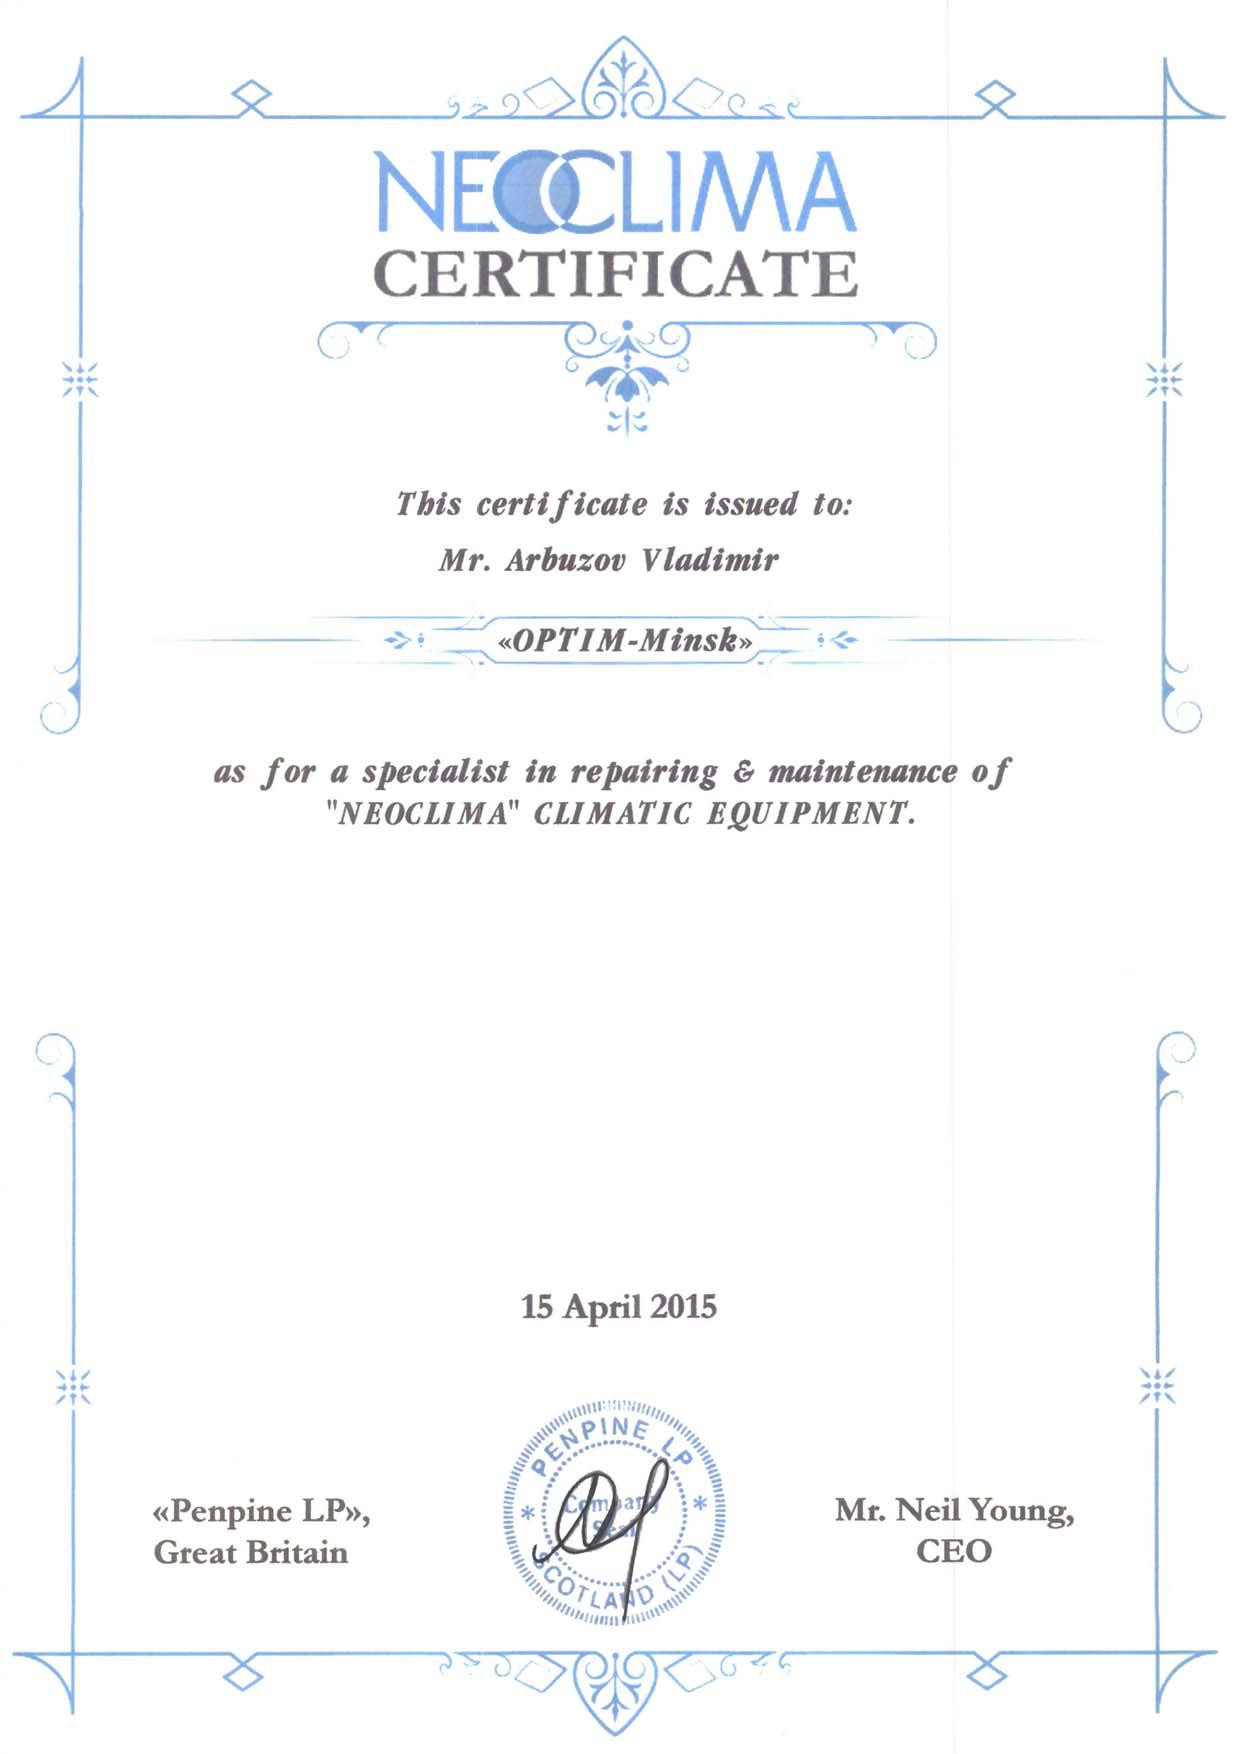 NEOCLIMA
CERTIFICATE
This certificate is issued to:
Mr. Arbuzov Vladimir
«OPTIM-Minsk»
as for a specialist in repairing & maintenance of
"NEOCLIMA" CLIMATIC EQUIPMENT.
15 April 2015
PENPINE LP
Company
Seal
SCOTLAND (LP)
«Penpine LP»,
Great Britain
Mr. Neil Young,
CEO